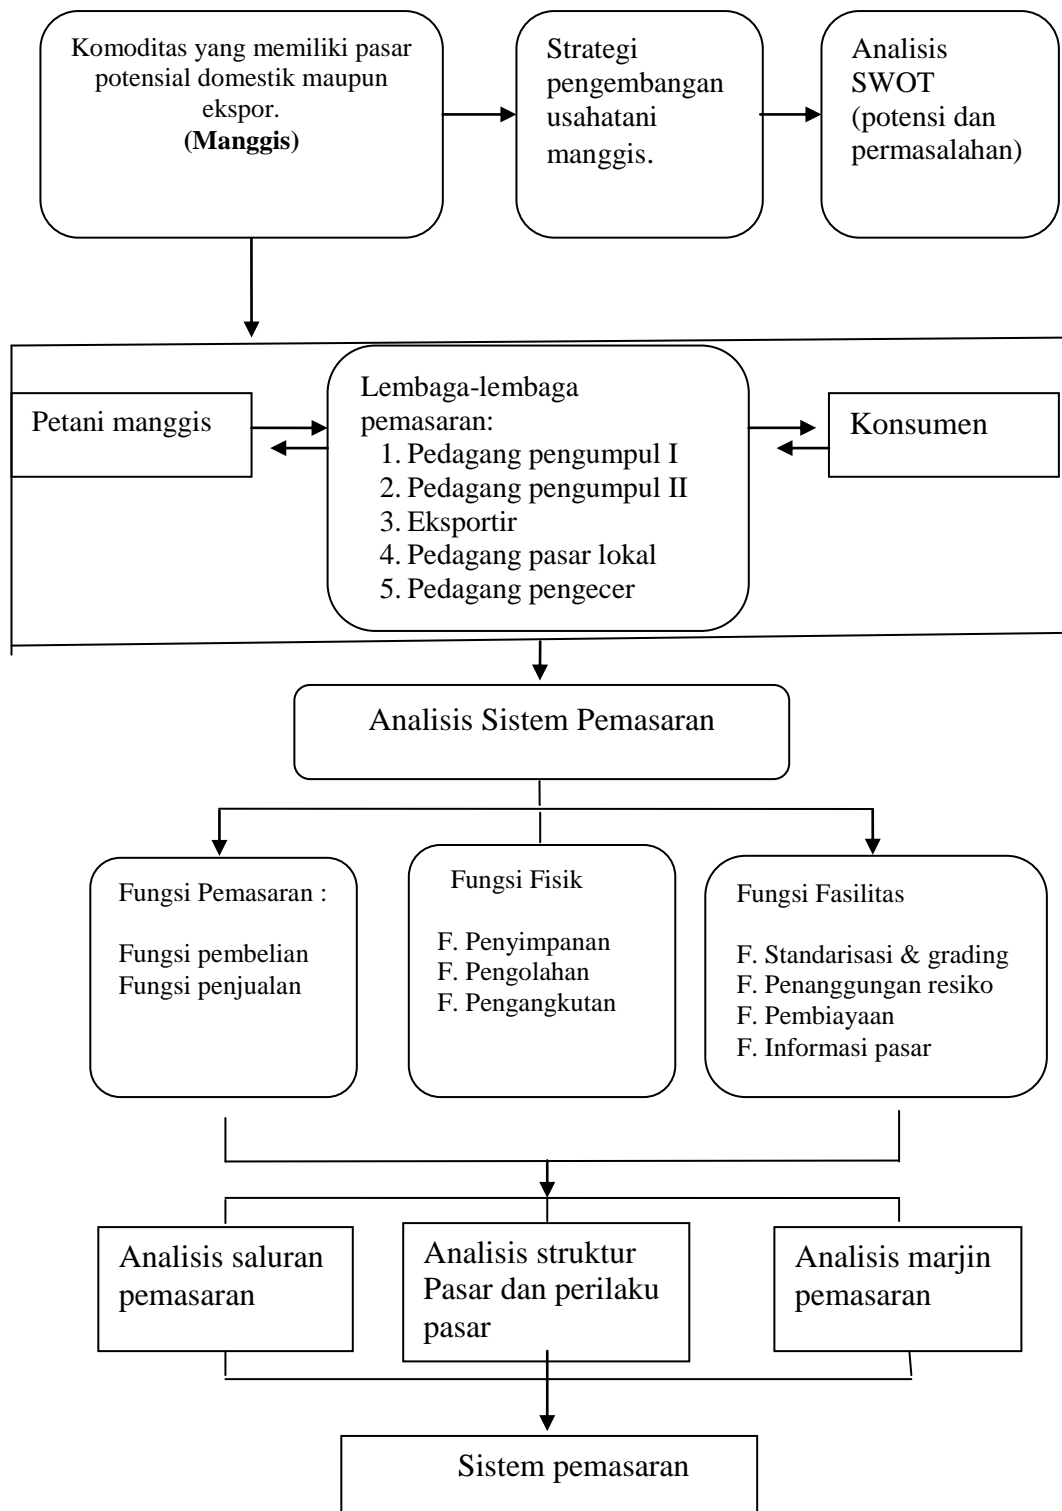 Komoditas yang memiliki pasar
potensial domestik maupun
ekspor.
(Manggis)
Strategi
pengembangan
usahatani
manggis.
Analisis
SWOT
(potensi dan
permasalahan)
Petani manggis
Lembaga-lembaga
pemasaran:
1. Pedagang pengumpul I
2. Pedagang pengumpul II
3. Eksportir
4. Pedagang pasar lokal
5. Pedagang pengecer
Konsumen
Analisis Sistem Pemasaran
Fungsi Pemasaran :
Fungsi pembelian
Fungsi penjualan
Fungsi Fisik
F. Penyimpanan
F. Pengolahan
F. Pengangkutan
Fungsi Fasilitas
F. Standarisasi & grading
F. Penanggungan resiko
F. Pembiayaan
F. Informasi pasar
Analisis saluran
pemasaran
Analisis struktur
Pasar dan perilaku
pasar
Analisis marjin
pemasaran
Sistem pemasaran